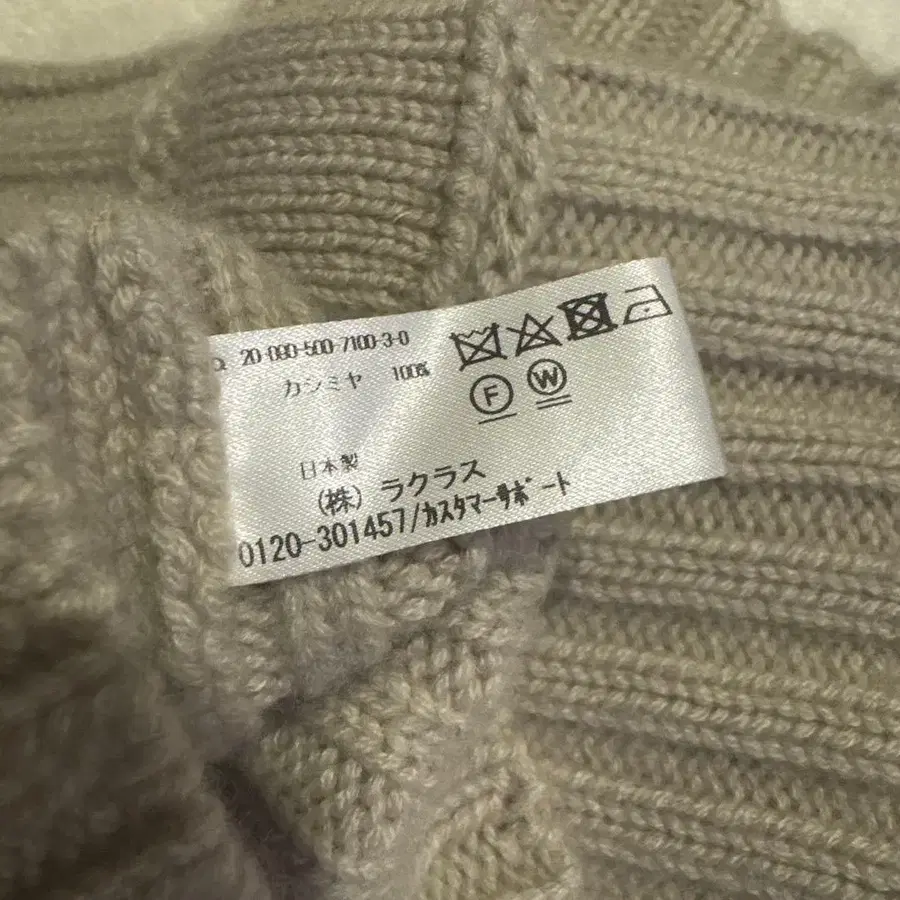 20-090-500-7100-3-0
カシミヤ 100%
F W
日本製
(株) ラクラス
0120-301457/カスタマーサポート